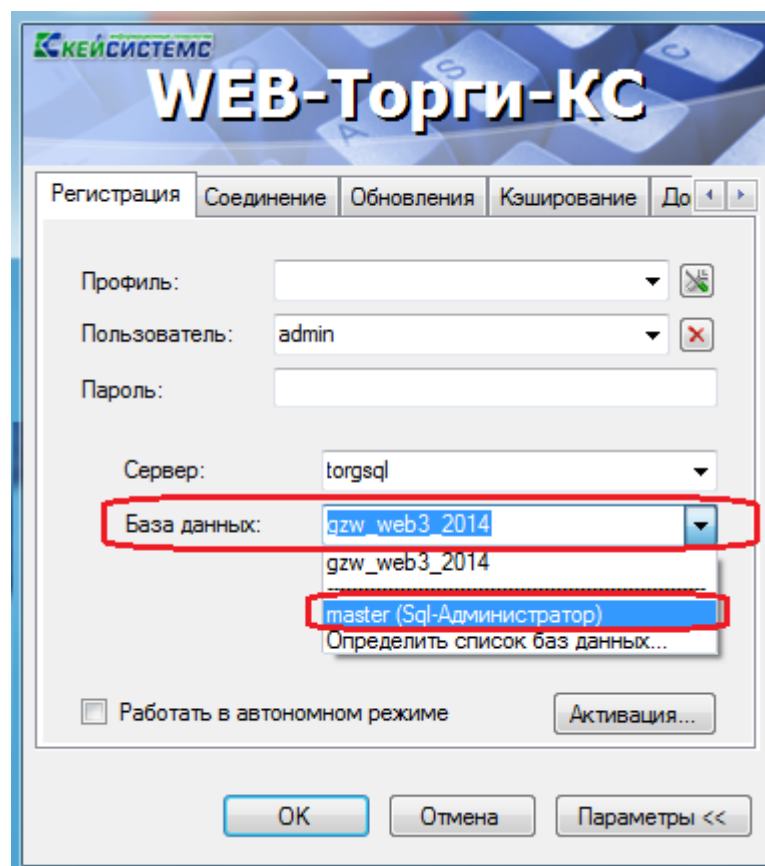 КЕЙСИСТЕМС
WEB-Торги-КС
Регистрация Соединение Обновления Кэширование До
Профиль:
Пользователь: admin
Пароль:
Сервер: torgsql
База данных: gzw_web3_2014
gzw_web3_2014
master (Sql-Администратор)
Определить список баз данных...
Работать в автономном режиме Активация...
OK Отмена Параметры <<